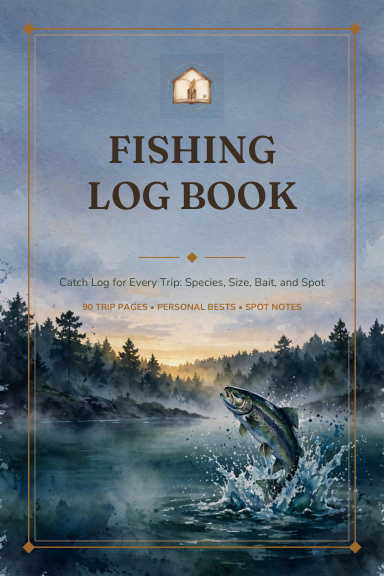 FISHING
LOG BOOK
Catch Log for Every Trip: Species, Size, Bait, and Spot
90 TRIP PAGES • PERSONAL BESTS • SPOT NOTES